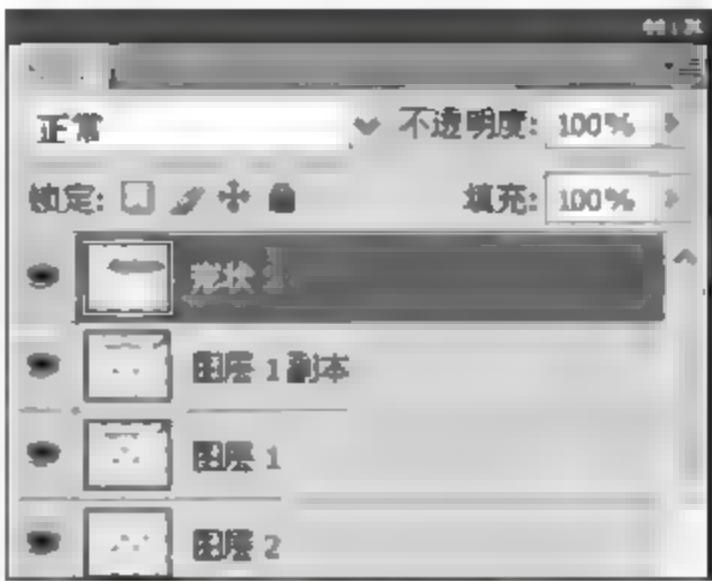 正常 不透明度: 100%
锁定: 填充: 100%
形状
图层 1 副本
图层 1
图层 2